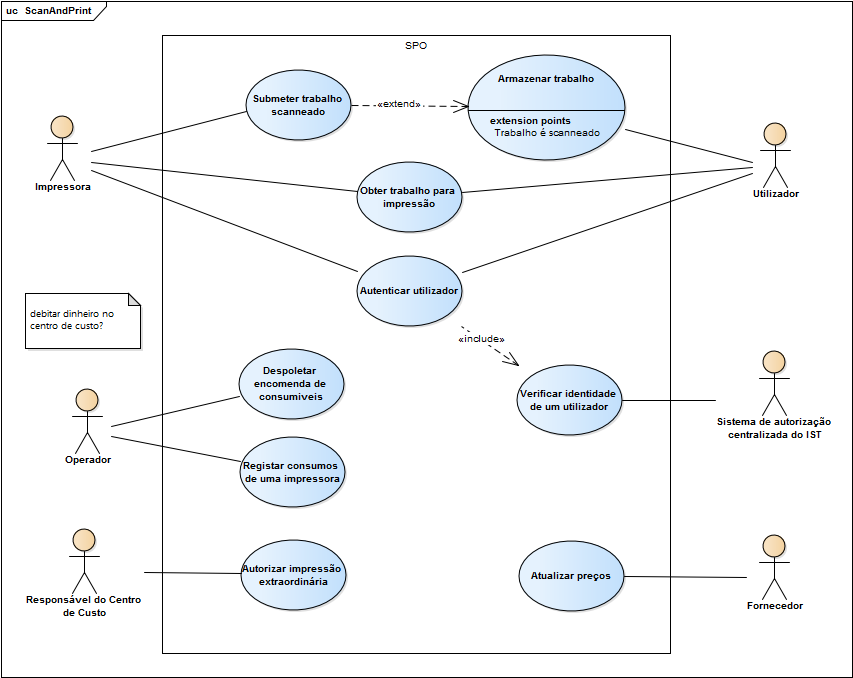 uc ScanAndPrint
SPO
Submeter trabalho
scanneado
«extend»
Armazenar trabalho
extension points
Trabalho é scanneado
Impressora
Obter trabalho para
impressão
Utilizador
Autenticar utilizador
debitar dinheiro no
centro de custo?
«include»
Despoletar
encomenda de
consumiveis
Verificar identidade
de um utilizador
Sistema de autorização
centralizada do IST
Operador
Registar consumos
de uma impressora
Autorizar impressão
extraordinária
Atualizar preços
Responsável do Centro
de Custo
Fornecedor